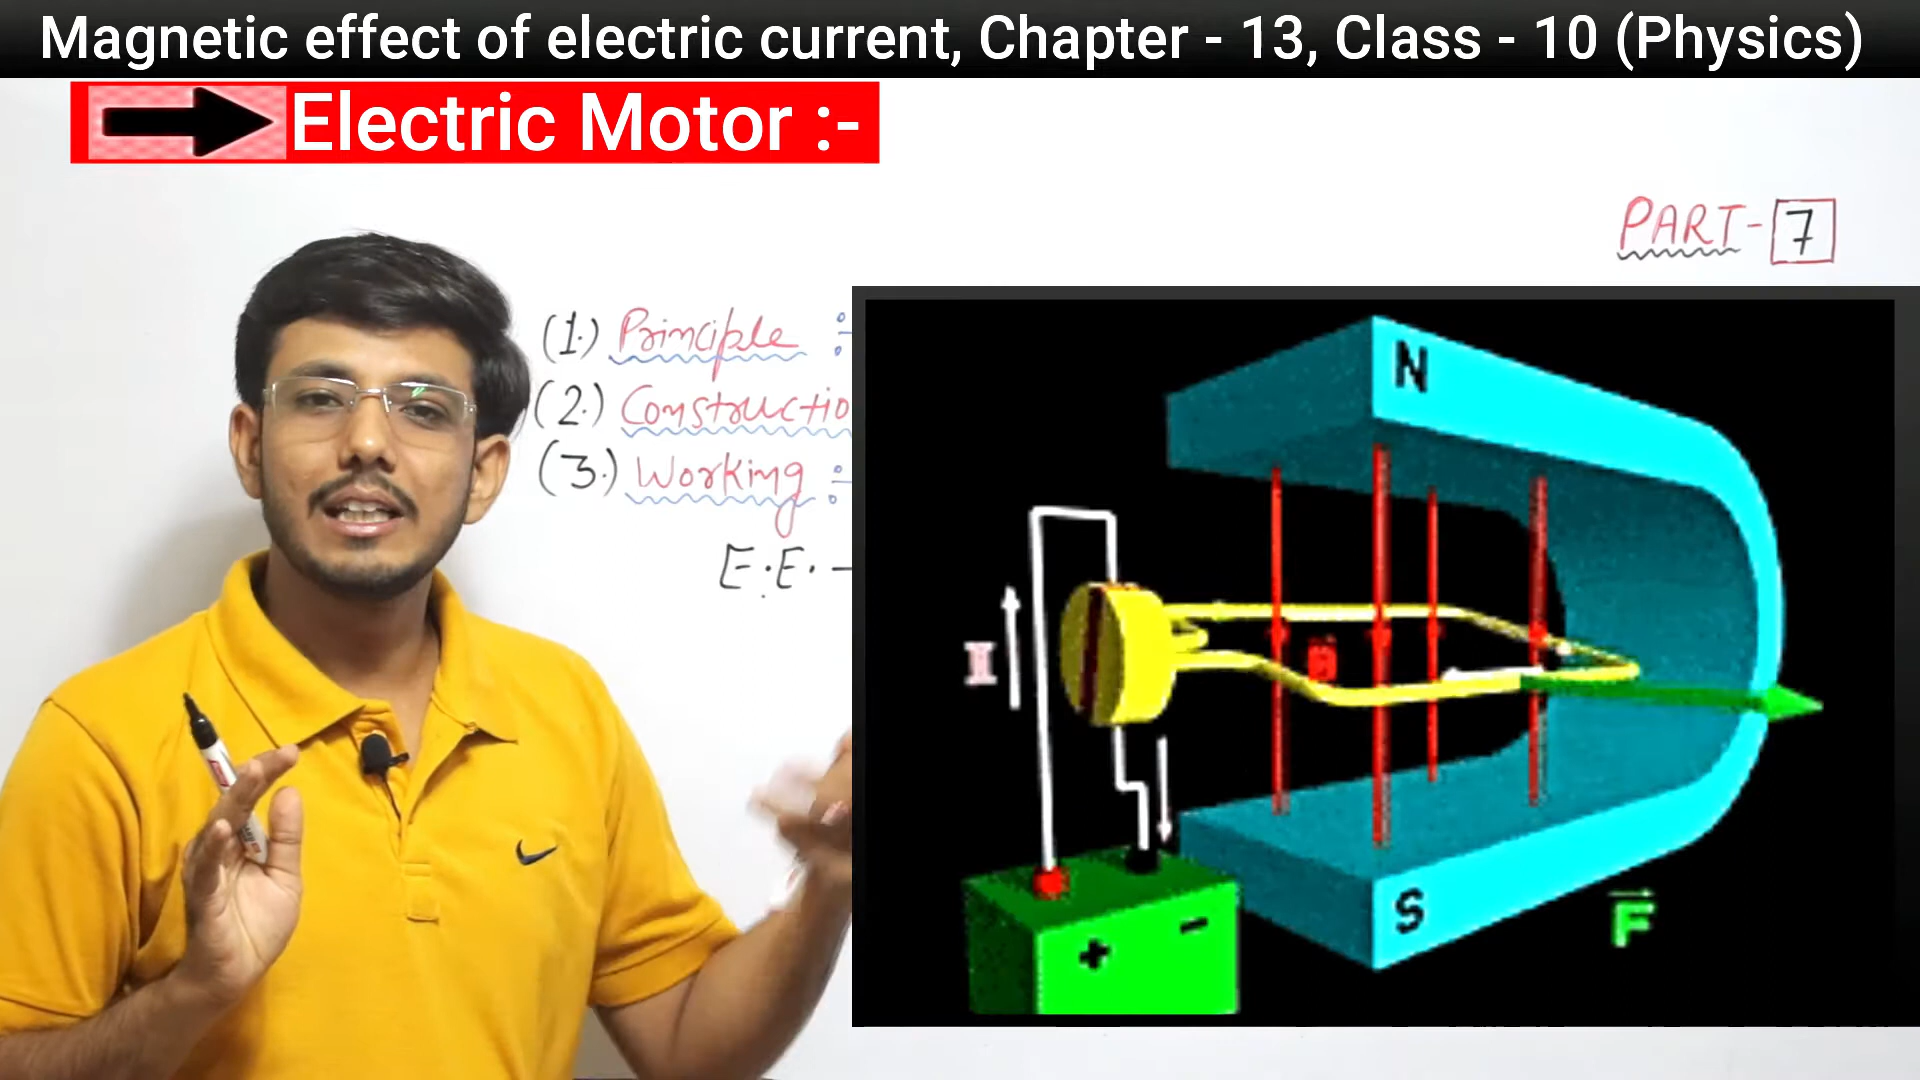 Magnetic effect of electric current, Chapter - 13, Class - 10 (Physics)
Electric Motor :-
PART-7
(1.) Principle :-
(2.) Constructio
(3.) Working :-
E.E. -
N
I
B
S
F
+ -